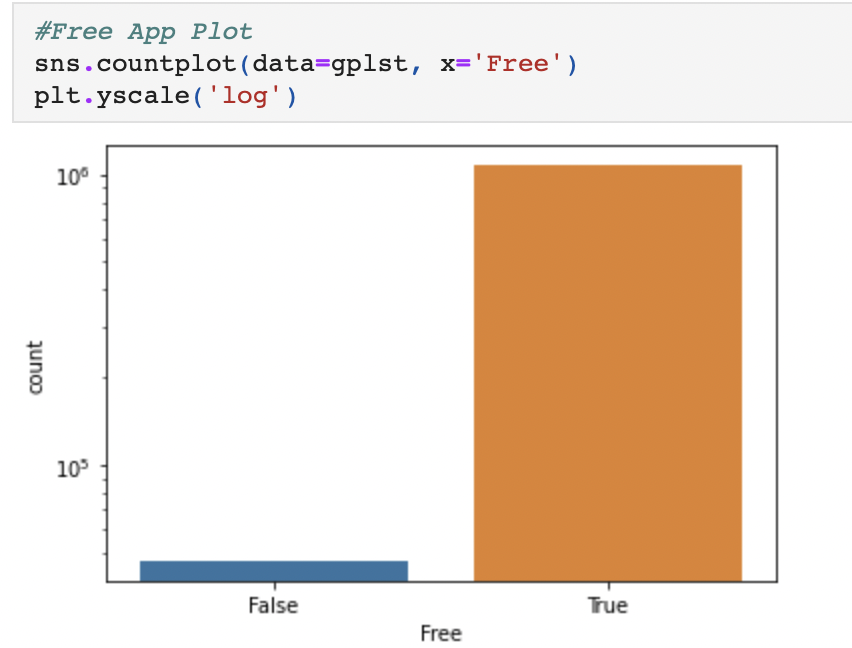 #Free App Plot
sns.countplot(data=gplst, x='Free')
plt.yscale('log')
10⁶
count
10⁵
False True
Free